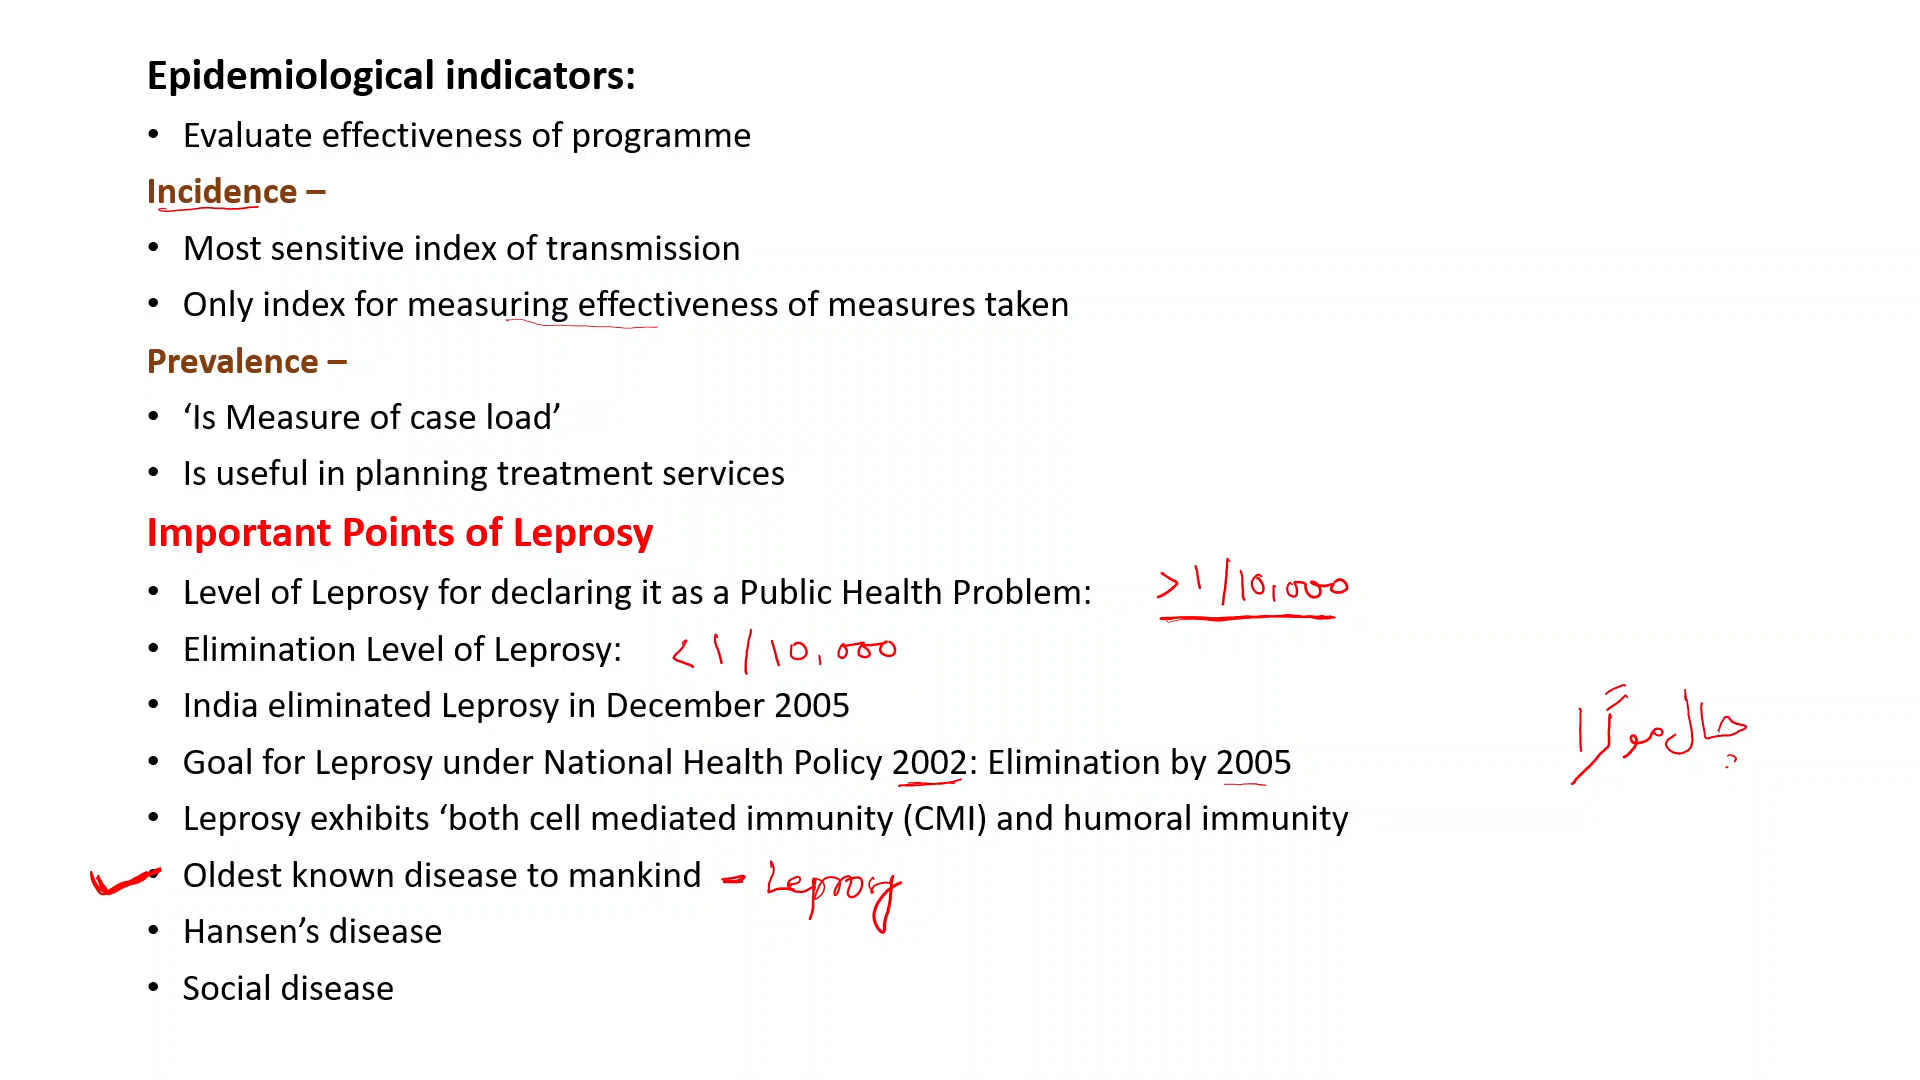 Epidemiological indicators:
• Evaluate effectiveness of programme
Incidence –
• Most sensitive index of transmission
• Only index for measuring effectiveness of measures taken
Prevalence –
• ‘Is Measure of case load’
• Is useful in planning treatment services
Important Points of Leprosy
• Level of Leprosy for declaring it as a Public Health Problem: >1/10,000
• Elimination Level of Leprosy: <1/10,000
• India eliminated Leprosy in December 2005
• Goal for Leprosy under National Health Policy 2002: Elimination by 2005
• Leprosy exhibits ‘both cell mediated immunity (CMI) and humoral immunity
• Oldest known disease to mankind - Leprosy
• Hansen’s disease
• Social disease
چال موگرا